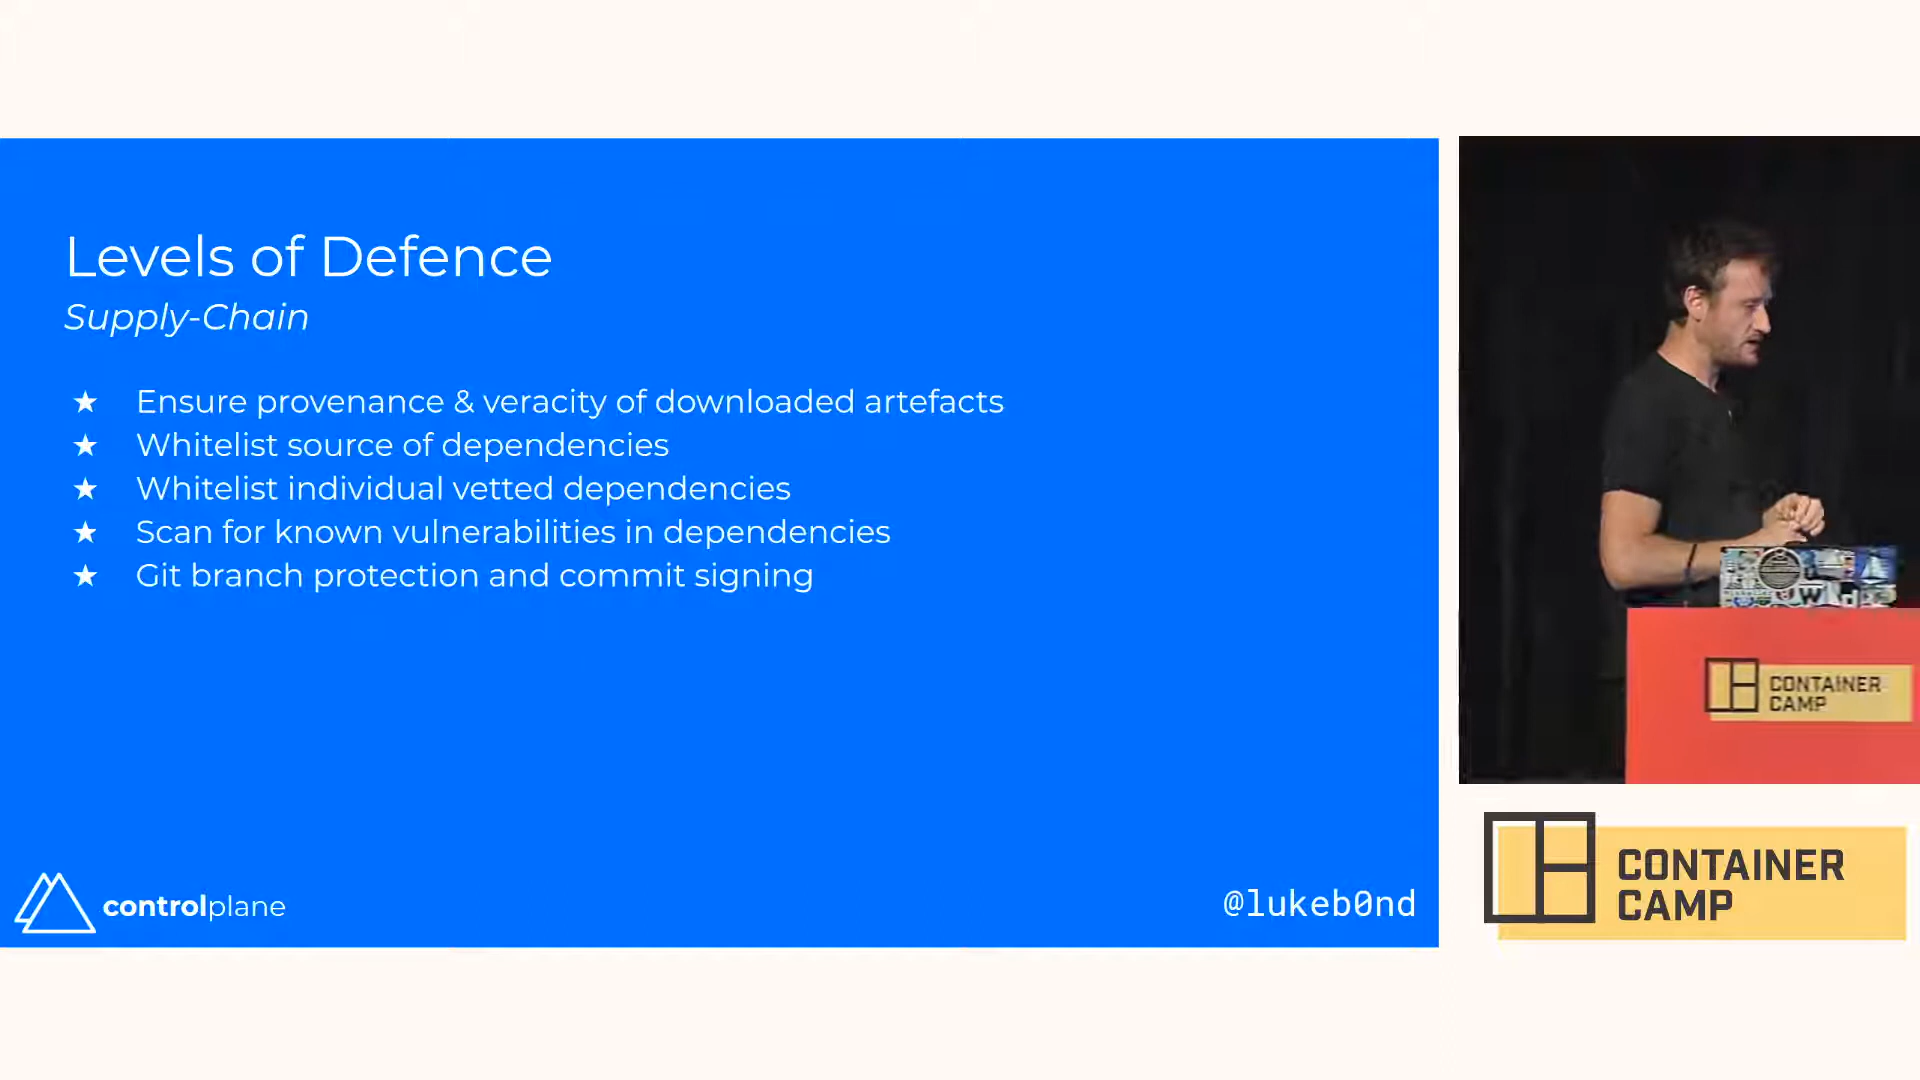 Levels of Defence
Supply-Chain
★ Ensure provenance & veracity of downloaded artefacts
★ Whitelist source of dependencies
★ Whitelist individual vetted dependencies
★ Scan for known vulnerabilities in dependencies
★ Git branch protection and commit signing
controlplane
@lukeb0nd
CONTAINER
CAMP
CONTAINER
CAMP